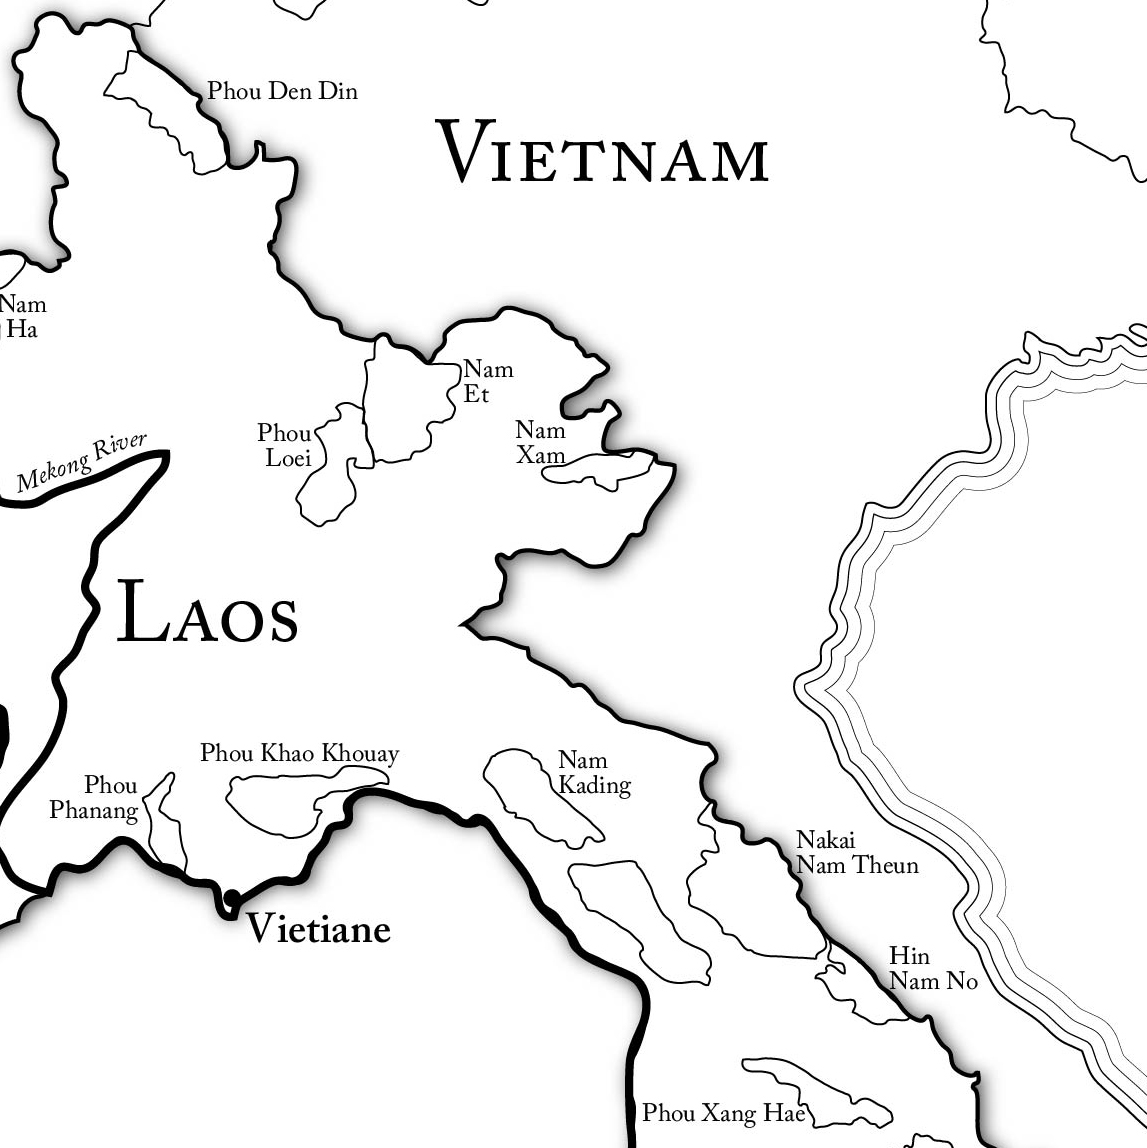 Phou Den Din
VIETNAM
Nam
Ha
Nam
Et
Phou
Loei
Nam
Xam
Mekong River
LAOS
Phou Khao Khouay
Phou
Phanang
Nam
Kading
Nakai
Nam Theun
Vietiane
Hin
Nam No
Phou Xang Hae